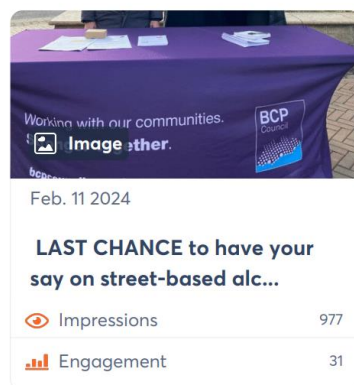 Working with our communities.
BCP
Council
Image
ether.
Feb. 11 2024
LAST CHANCE to have your
say on street-based alc...
Impressions
977
Engagement
31